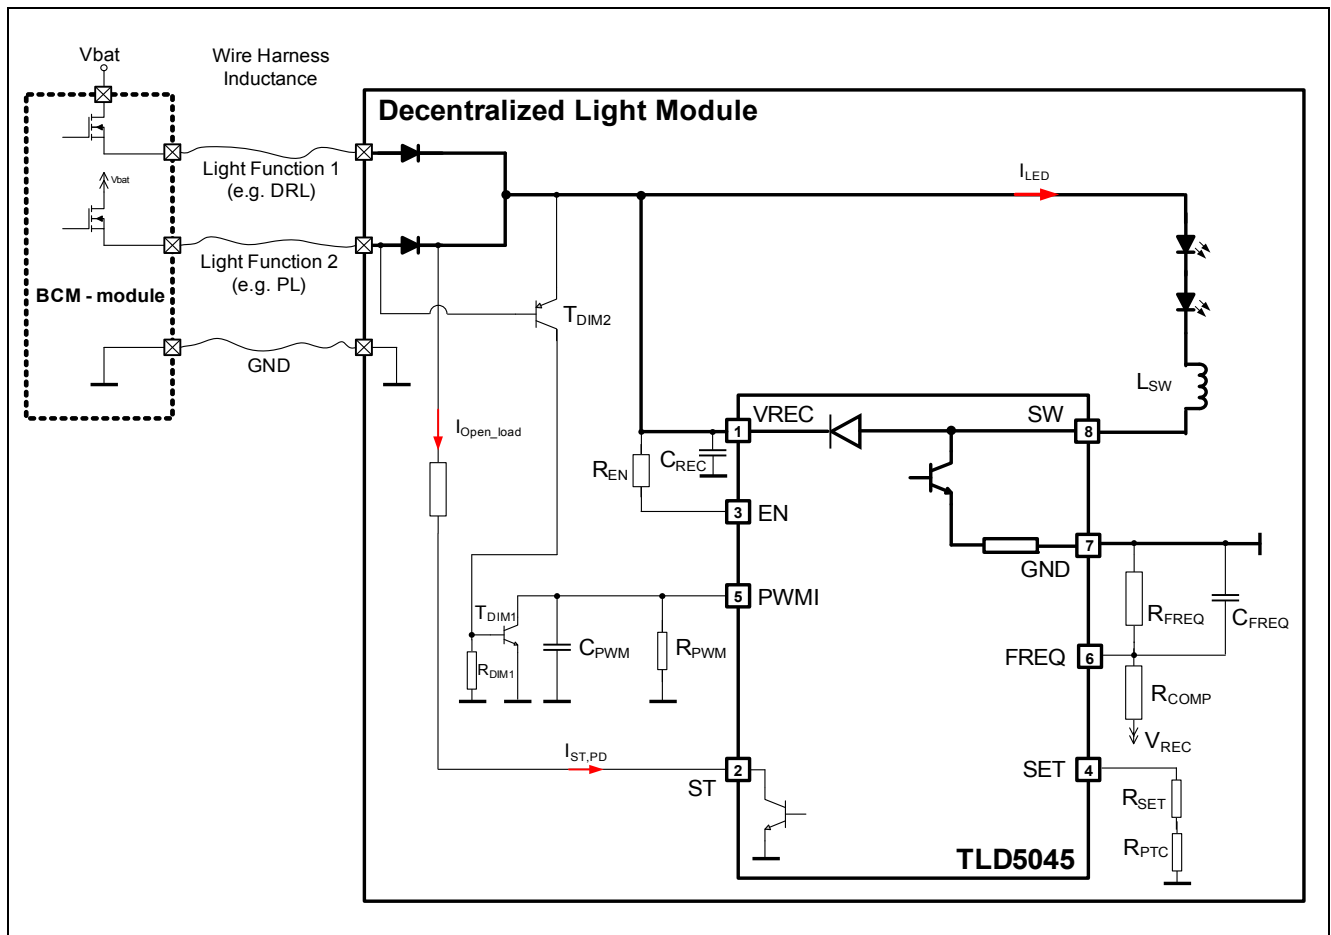 Vbat
Wire Harness
Inductance
Decentralized Light Module
Light Function 1
(e.g. DRL)
Vbat
Light Function 2
(e.g. PL)
BCM - module
GND
ILED
TDIM2
LSW
IOpen_load
VREC
SW
1
8
CREC
REN
3
EN
7
GND
5
PWMI
TDIM1
RDIM1
CPWM
RPWM
RFREQ
CFREQ
FREQ
6
RCOMP
VREC
IST,PD
2
ST
SET
4
RSET
RPTC
TLD5045